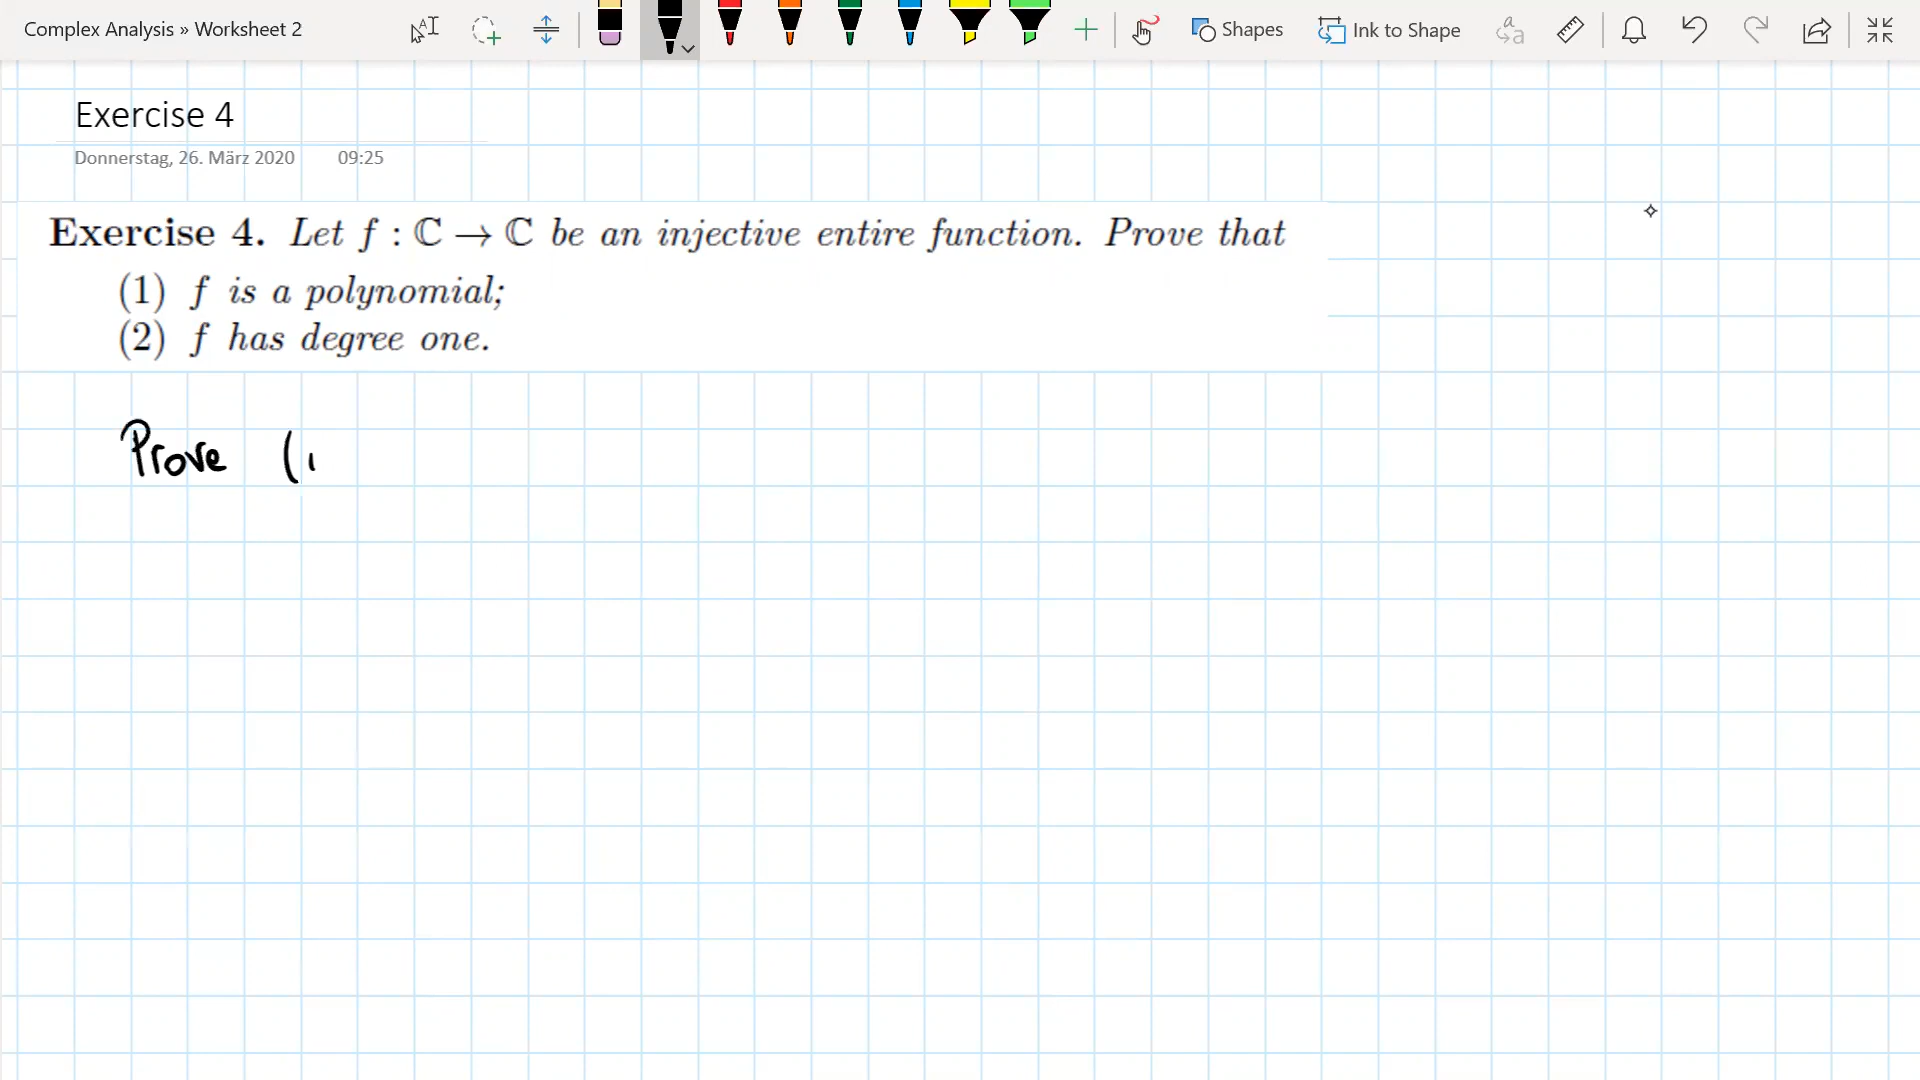 Complex Analysis » Worksheet 2
Shapes
Ink to Shape
Exercise 4
Donnerstag, 26. März 2020 09:25
Exercise 4. Let f : ℂ → ℂ be an injective entire function. Prove that
(1) f is a polynomial;
(2) f has degree one.
Prove (1